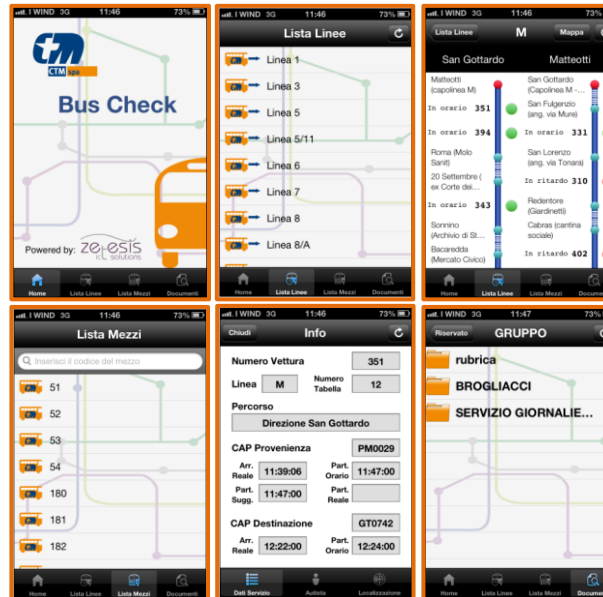 WIND 3G 11:46 73%
CTM spa
Bus Check
Powered by: zetesis
ict solutions
Home Lista Linee Lista Mezzi Documenti
WIND 3G 11:46 73%
Lista Linee
Linea 1
Linea 3
Linea 5
Linea 5/11
Linea 6
Linea 7
Linea 8
Linea 8/A
Home Lista Linee Lista Mezzi Documenti
WIND 3G 11:46 73%
Lista Linee M Mappa
San Gottardo Matteotti
Matteotti
(capolinea M)
In orario 351
In orario 394
Roma (Molo
Sanit)
20 Settembre (
ex Corte dei...
In orario 343
Sonnino
(Archivio di St...
Bacaredda
(Mercato Civico)
San Gottardo
(Capolinea M -...
San Fulgenzio
(ang. via Mure)
In orario 331
San Lorenzo
(ang. via Tonara)
In ritardo 310
Redentore
(Giardinetti)
Cabras (cantina
sociale)
In ritardo 402
Home Lista Linee Lista Mezzi Documenti
WIND 3G 11:46 73%
Lista Mezzi
Inserisci il codice del mezzo
51
52
53
54
180
181
182
Home Lista Linee Lista Mezzi Documenti
WIND 3G 11:46 73%
Chiudi Info
Numero Vettura 351
Linea M Numero Tabella 12
Percorso
Direzione San Gottardo
CAP Provenienza PM0029
Arr. Reale 11:39:06 Part. Orario 11:47:00
Part. Sugg. 11:47:00 Part. Reale
CAP Destinazione GT0742
Arr. Reale 12:22:00 Part. Orario 12:24:00
Dati Servizio Autista Localizzazione
WIND 3G 11:47 73%
Riservato GRUPPO
rubrica
BROGLIACCI
SERVIZIO GIORNALIE...
Home Lista Linee Lista Mezzi Docume